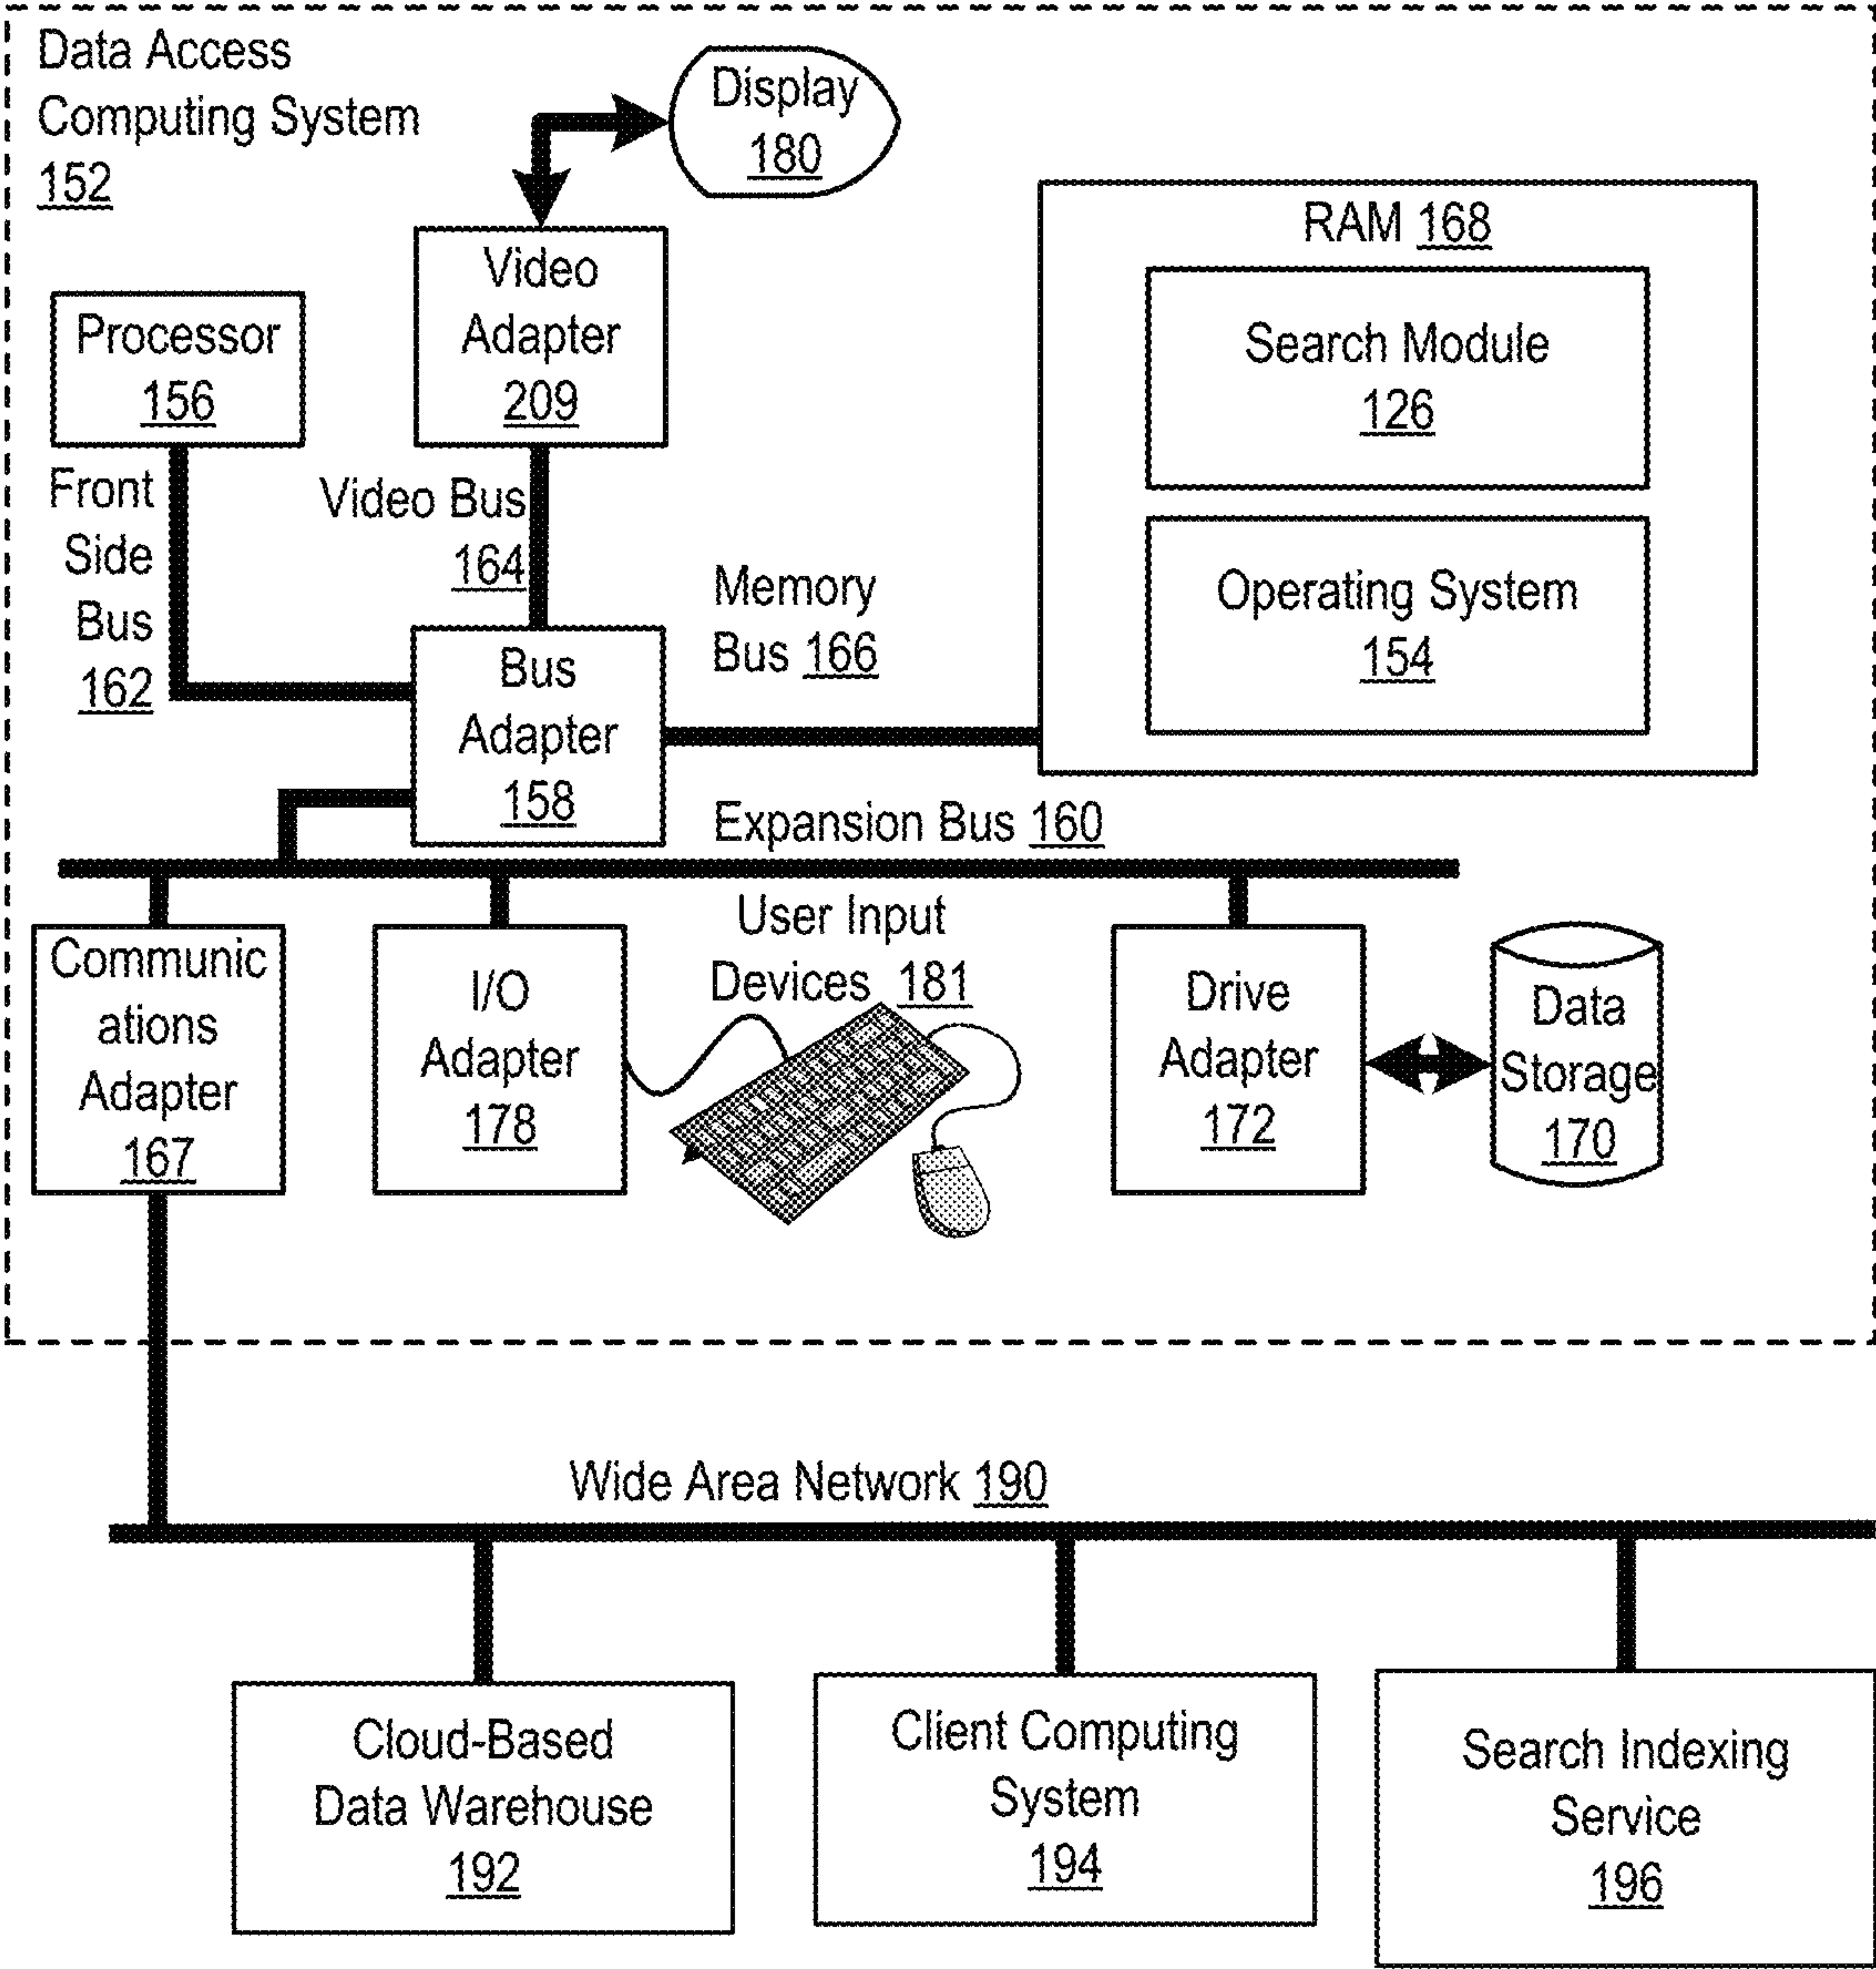 Data Access
Computing System
152
Display
180
Video
Adapter
209
Processor
156
RAM 168
Search Module
126
Operating System
154
Front
Side
Bus
162
Video Bus
164
Memory
Bus 166
Bus
Adapter
158
Expansion Bus 160
Communic
ations
Adapter
167
I/O
Adapter
178
User Input
Devices 181
Drive
Adapter
172
Data
Storage
170
Wide Area Network 190
Cloud-Based
Data Warehouse
192
Client Computing
System
194
Search Indexing
Service
196